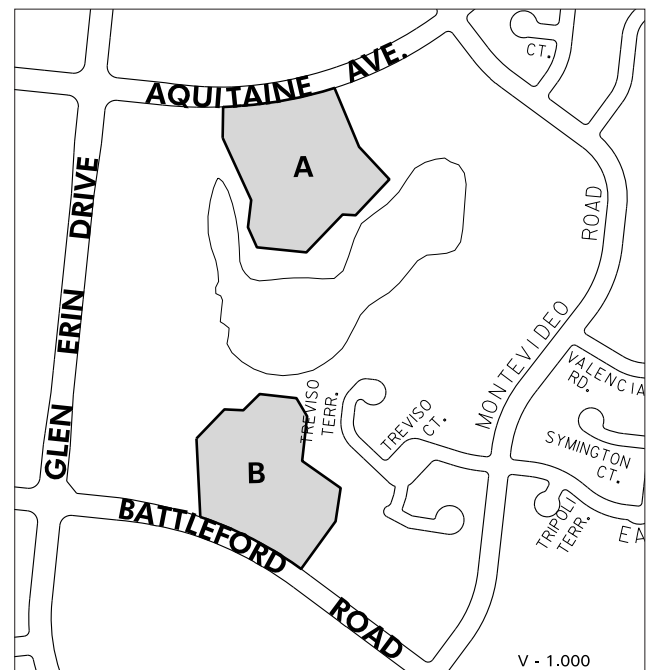 CT.
AQUITAINE AVE.
A
GLEN ERIN DRIVE
ROAD
MONTEVIDEO
VALENCIA
RD.
TREVISO
TERR.
TREVISO
CT.
SYMINGTON
CT.
B
BATTLEFORD ROAD
TRIPOLI
TERR.
EA
V - 1.000